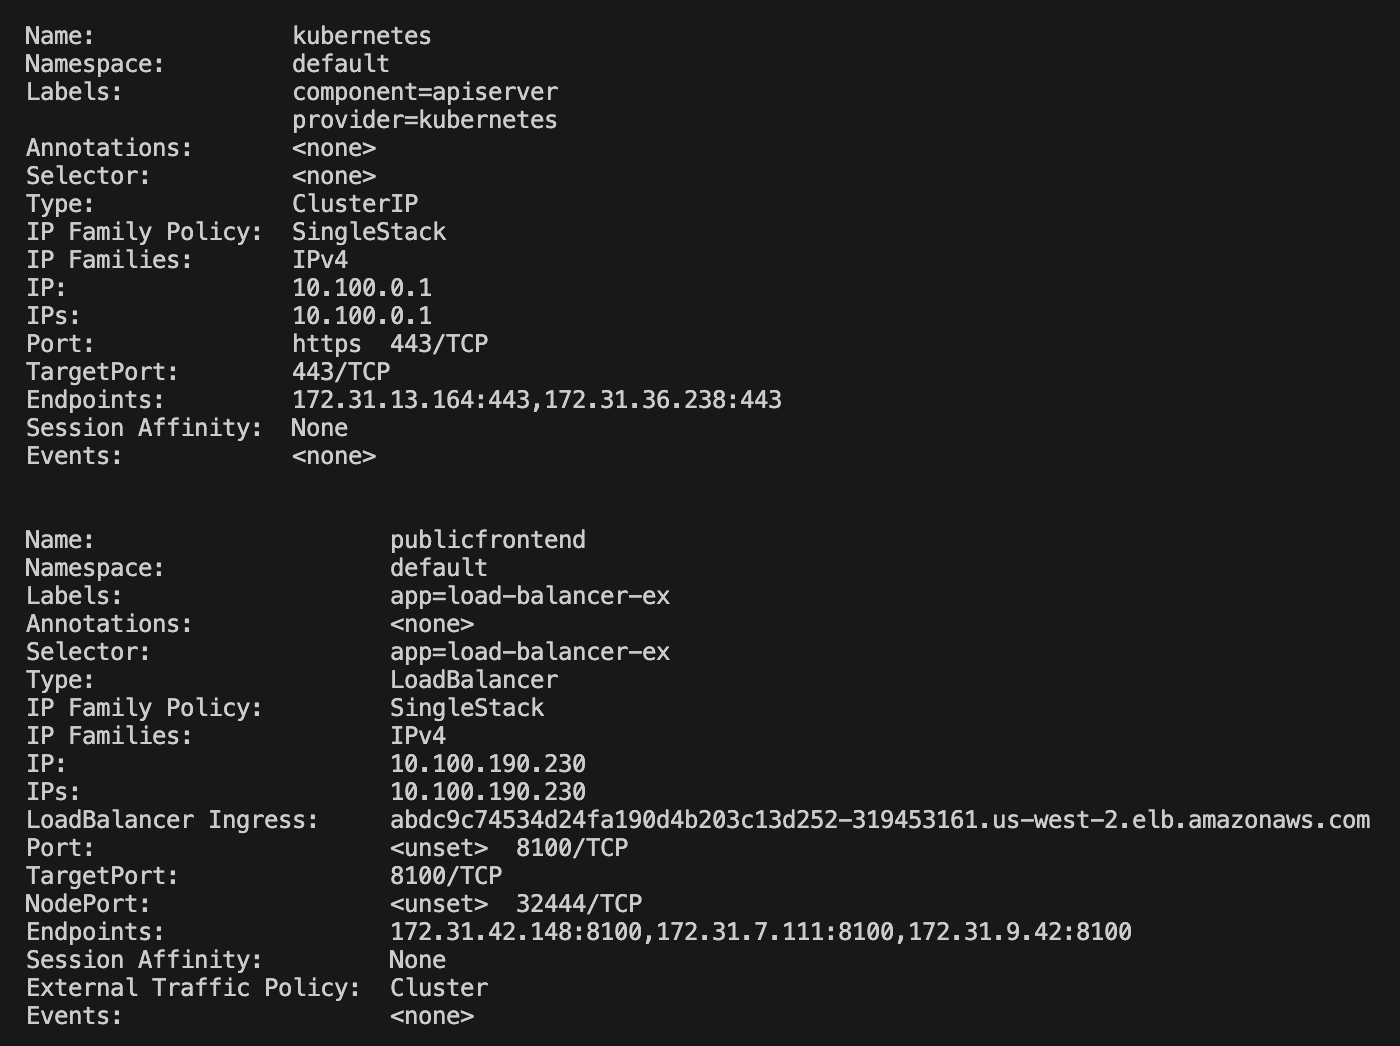 Name:              kubernetes
Namespace:         default
Labels:            component=apiserver
                   provider=kubernetes
Annotations:       <none>
Selector:          <none>
Type:              ClusterIP
IP Family Policy:  SingleStack
IP Families:       IPv4
IP:                10.100.0.1
IPs:               10.100.0.1
Port:              https  443/TCP
TargetPort:        443/TCP
Endpoints:         172.31.13.164:443,172.31.36.238:443
Session Affinity:  None
Events:            <none>


Name:                     publicfrontend
Namespace:                default
Labels:                   app=load-balancer-ex
Annotations:              <none>
Selector:                 app=load-balancer-ex
Type:                     LoadBalancer
IP Family Policy:         SingleStack
IP Families:              IPv4
IP:                       10.100.190.230
IPs:                      10.100.190.230
LoadBalancer Ingress:     abdc9c74534d24fa190d4b203c13d252-319453161.us-west-2.elb.amazonaws.com
Port:                     <unset>  8100/TCP
TargetPort:               8100/TCP
NodePort:                 <unset>  32444/TCP
Endpoints:                172.31.42.148:8100,172.31.7.111:8100,172.31.9.42:8100
Session Affinity:         None
External Traffic Policy:  Cluster
Events:                   <none>